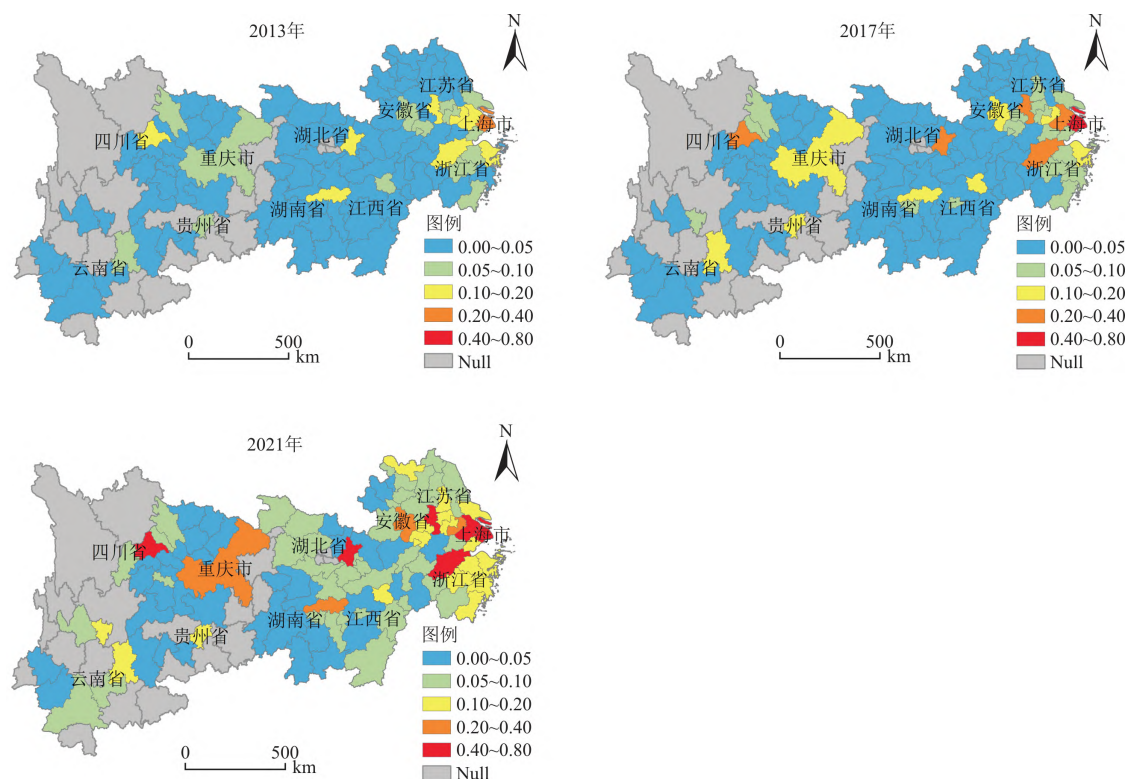 2013年
N
江苏省
安徽省
上海市
四川省
湖北省
重庆市
浙江省
湖南省
江西省
贵州省
云南省
图例
0.00~0.05
0.05~0.10
0.10~0.20
0.20~0.40
0.40~0.80
Null
0
500
km
2017年
N
江苏省
安徽省
上海市
四川省
湖北省
重庆市
浙江省
湖南省
江西省
贵州省
云南省
图例
0.00~0.05
0.05~0.10
0.10~0.20
0.20~0.40
0.40~0.80
Null
0
500
km
2021年
N
江苏省
安徽省
上海市
四川省
湖北省
重庆市
浙江省
湖南省
江西省
贵州省
云南省
图例
0.00~0.05
0.05~0.10
0.10~0.20
0.20~0.40
0.40~0.80
Null
0
500
km